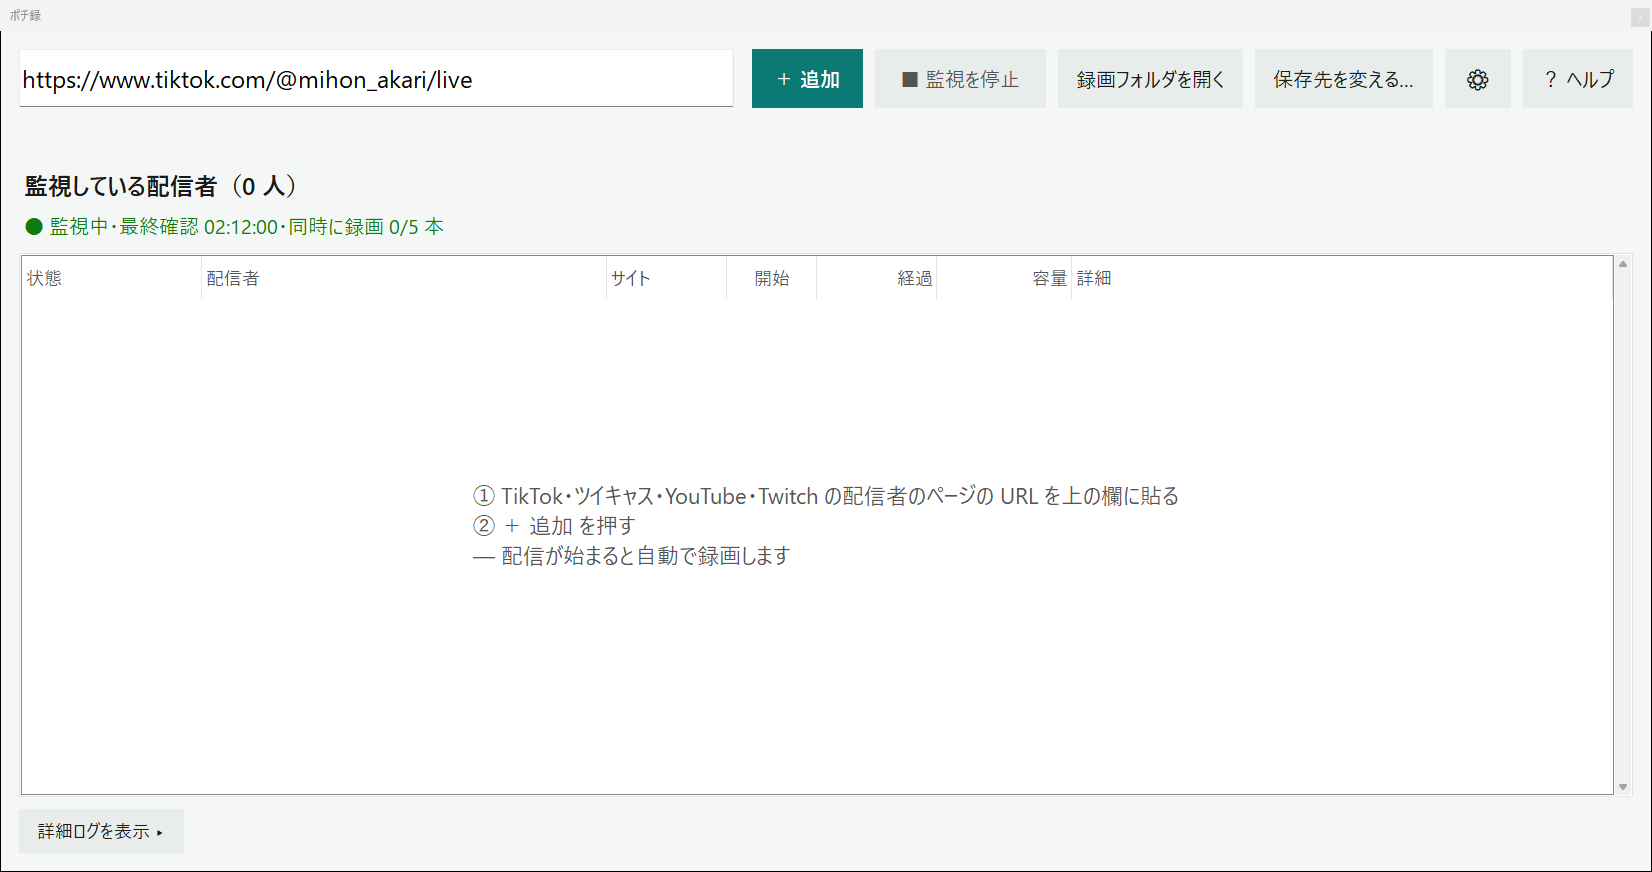 ポチ録
https://www.tiktok.com/@mihon_akari/live
＋ 追加
■ 監視を停止
録画フォルダを開く
保存先を変える...
? ヘルプ
監視している配信者（0 人）
● 監視中・最終確認 02:12:00・同時に録画 0/5 本
状態 配信者 サイト 開始 経過 容量 詳細
① TikTok・ツイキャス・YouTube・Twitch の配信者のページの URL を上の欄に貼る
② ＋ 追加 を押す
— 配信が始まると自動で録画します
詳細ログを表示 ▸